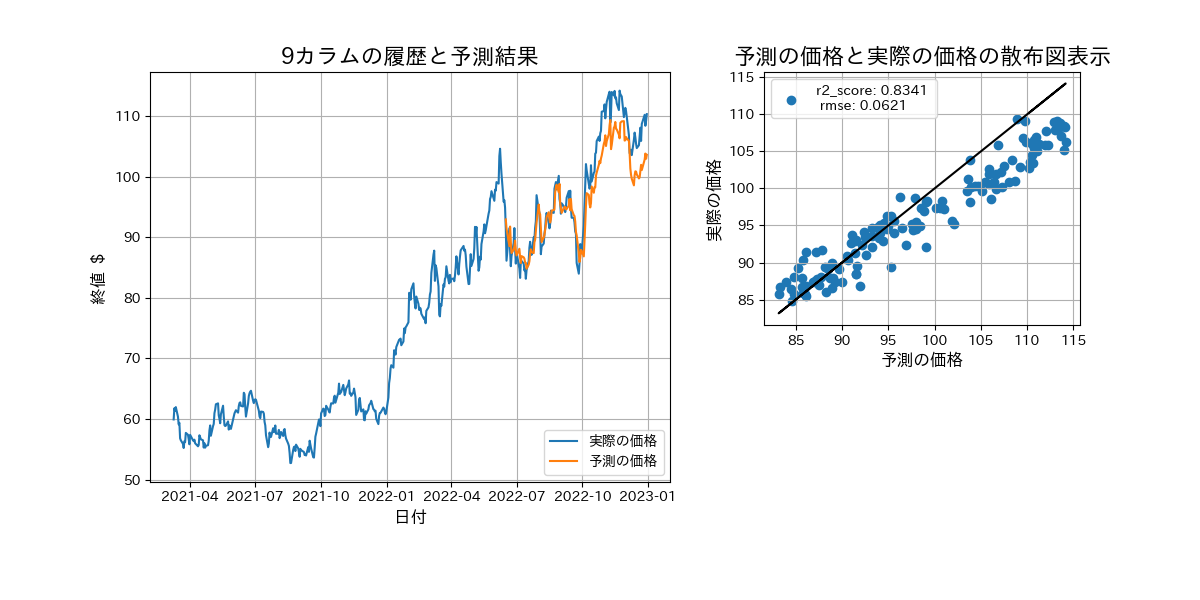 9カラムの履歴と予測結果
終値 $
110
100
90
80
70
60
50
2021-04 2021-07 2021-10 2022-01 2022-04 2022-07 2022-10 2023-01
日付
実際の価格
予測の価格
予測の価格と実際の価格の散布図表示
実際の価格
115
110
105
100
95
90
85
r2_score: 0.8341
rmse: 0.0621
85 90 95 100 105 110 115
予測の価格